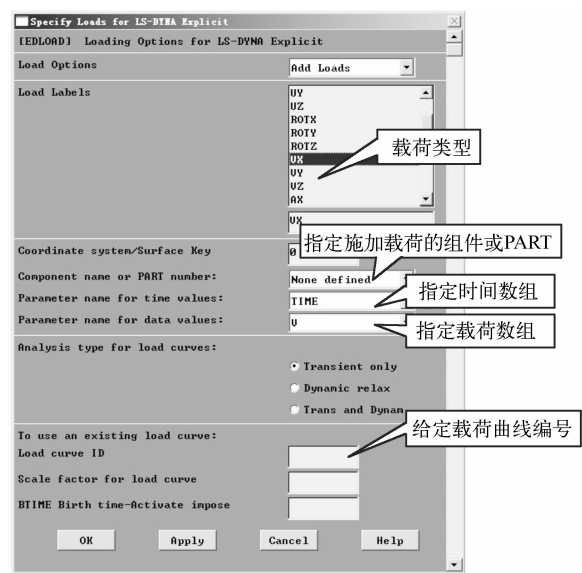 Specify Loads for LS-DYNA Explicit
[EDLOAD] Loading Options for LS-DYNA Explicit
Load Options
Add Loads
Load Labels
UY
UZ
ROTX
ROTY
ROTZ
VX
VY
VZ
AX
载荷类型
VX
指定施加载荷的组件或PART
Coordinate system/Surface Key
0
Component name or PART number:
None defined
Parameter name for time values:
TIME
指定时间数组
Parameter name for data values:
V
指定载荷数组
Analysis type for load curves:
Transient only
Dynamic relax
Trans and Dynam
To use an existing load curve:
给定载荷曲线编号
Load curve ID
Scale factor for load curve
BTIME Birth time-Activate impose
OK
Apply
Cancel
Help